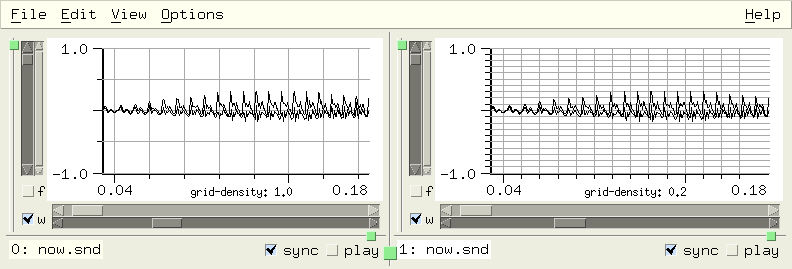 File Edit View Options Help
1.0 1.0
-1.0 -1.0
0.04 grid-density: 1.0 0.18 0.04 grid-density: 0.2 0.18
f f
w w
0: now.snd sync play 1: now.snd sync play